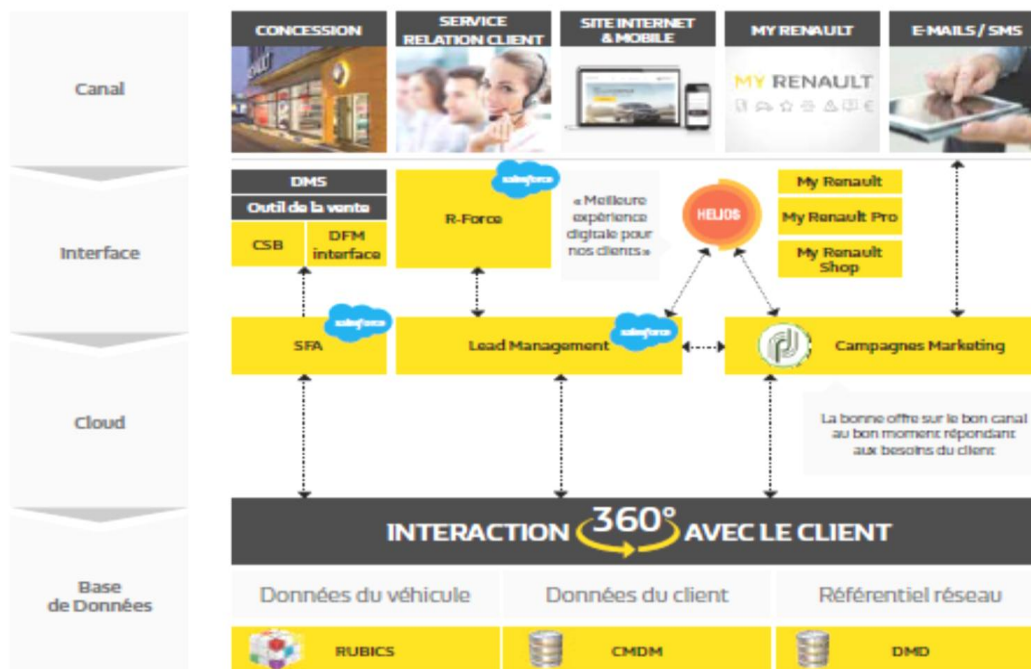 Canal
CONCESSION
SERVICE
RELATION CLIENT
SITE INTERNET
& MOBILE
MY RENAULT
E-MAILS / SMS
RENAULT
MY RENAULT
Interface
DMS
Outil de la vente
CSB
DFM
interface
R-Force
salesforce
« Meilleure
expérience
digitale pour
nos clients »
HELIOS
My Renault
My Renault Pro
My Renault
Shop
Cloud
SFA
salesforce
Lead Management
salesforce
Campagnes Marketing
La bonne offre sur le bon canal
au bon moment répondant
aux besoins du client
Base
de Données
INTERACTION 360° AVEC LE CLIENT
Données du véhicule
Données du client
Référentiel réseau
RUBICS
CMDM
DMD